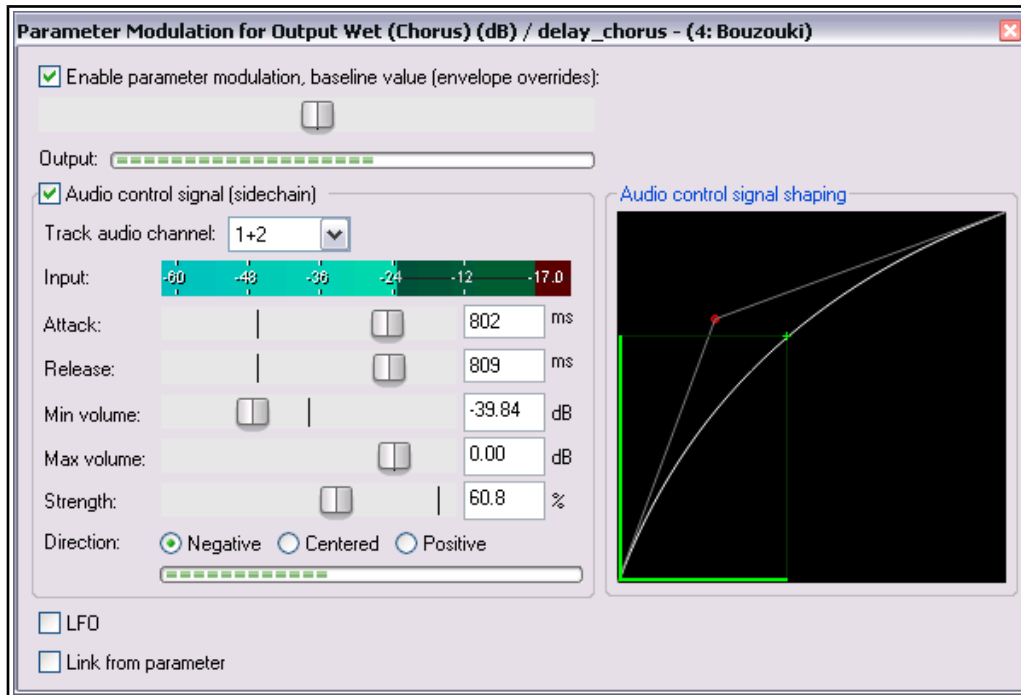 Parameter Modulation for Output Wet (Chorus) (dB) / delay_chorus - (4: Bouzouki)
Enable parameter modulation, baseline value (envelope overrides):
Output:
Audio control signal (sidechain)
Track audio channel: 1+2
Input: -60 -48 -36 -24 -12 -17.0
Attack: 802 ms
Release: 809 ms
Min volume: -39.84 dB
Max volume: 0.00 dB
Strength: 60.8 %
Direction: Negative Centered Positive
Audio control signal shaping
LFO
Link from parameter